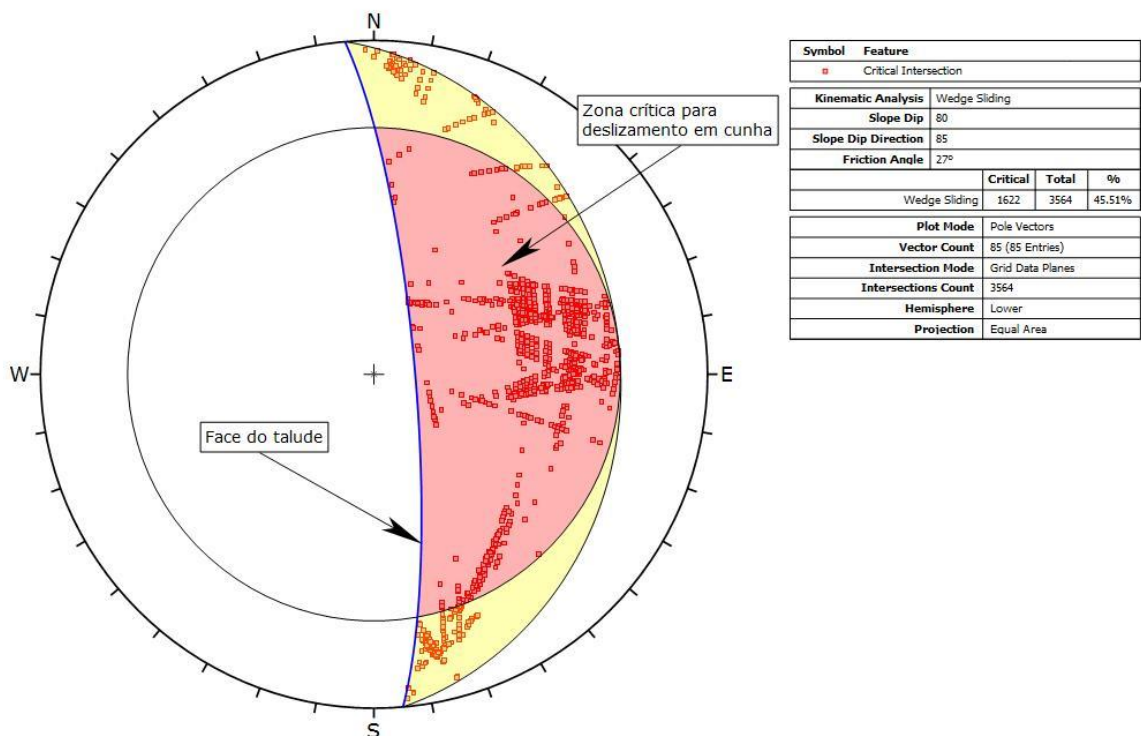 N
Zona crítica para
deslizamento em cunha
W
E
Face do talude
S
Symbol Feature
Critical Intersection
Kinematic Analysis Wedge Sliding
Slope Dip 80
Slope Dip Direction 85
Friction Angle 27º
Critical Total %
Wedge Sliding 1622 3564 45.51%
Plot Mode Pole Vectors
Vector Count 85 (85 Entries)
Intersection Mode Grid Data Planes
Intersections Count 3564
Hemisphere Lower
Projection Equal Area